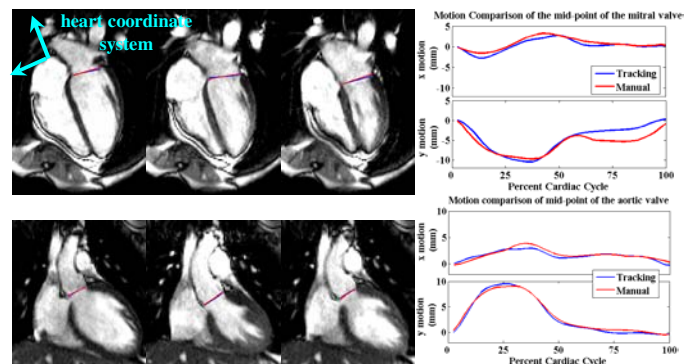 heart coordinate
system
Motion Comparison of the mid-point of the mitral valve
x motion
(mm)
5
0
-5
-10
Tracking
Manual
y motion
(mm)
0
-5
-10
0
25
50
75
100
Percent Cardiac Cycle
Motion comparison of mid-point of the aortic valve
x motion
(mm)
10
5
0
Tracking
Manual
y motion
(mm)
10
5
0
0
25
50
75
100
Percent Cardiac Cycle